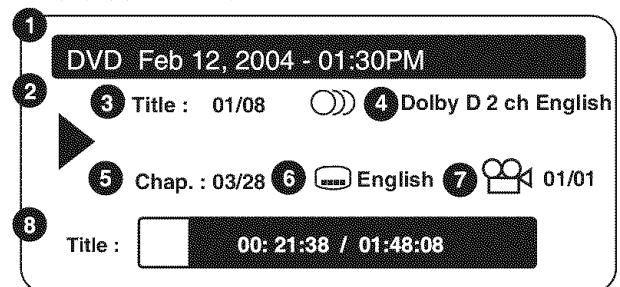 1
DVD Feb 12, 2004 - 01:30PM
2
3 Title : 01/08 4 Dolby D 2 ch English
5 Chap. : 03/28 6 English 7 01/01
8
Title : 00: 21:38 / 01:48:08